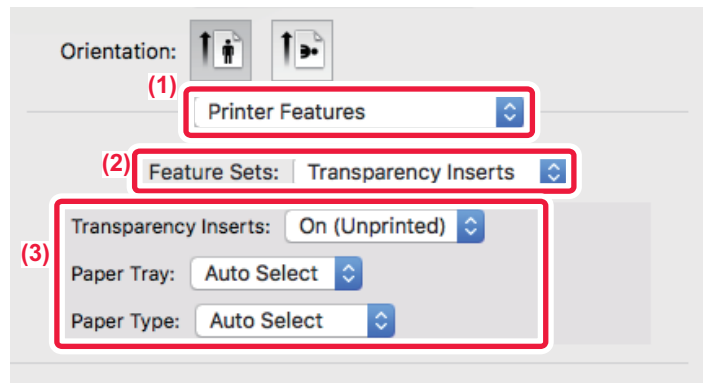 Orientation:
(1)
Printer Features
(2)
Feature Sets: Transparency Inserts
(3)
Transparency Inserts: On (Unprinted)
Paper Tray: Auto Select
Paper Type: Auto Select